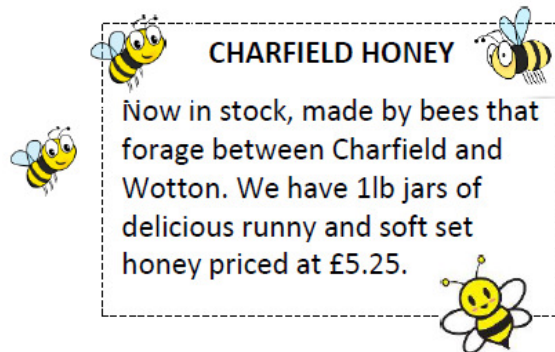 CHARFIELD HONEY
Now in stock, made by bees that
forage between Charfield and
Wotton. We have 1lb jars of
delicious runny and soft set
honey priced at £5.25.